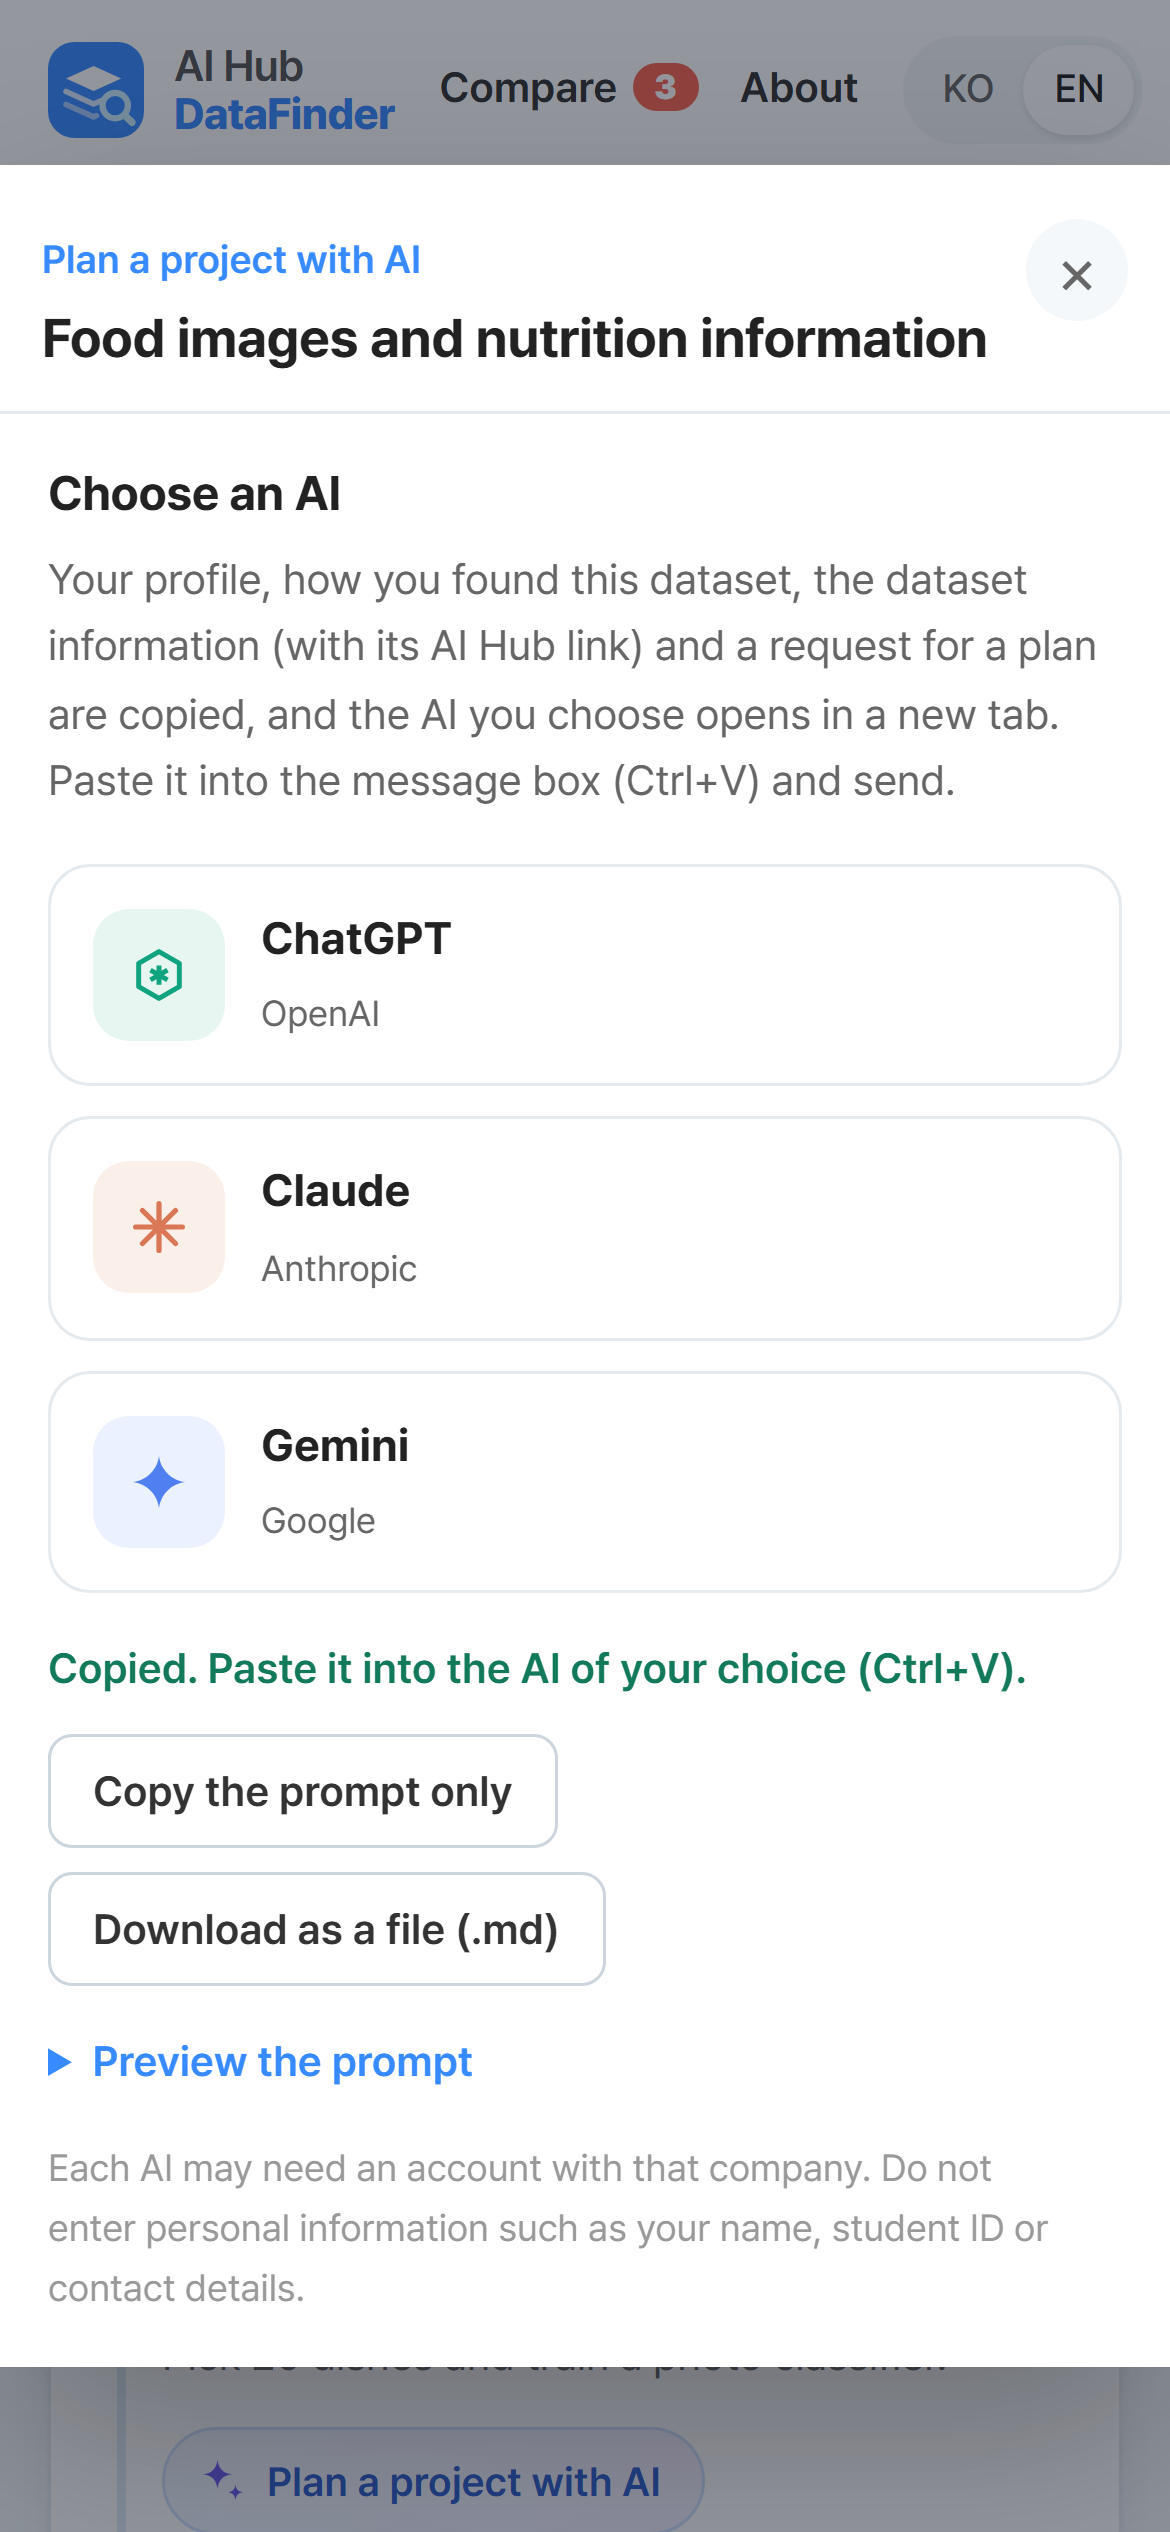 AI Hub
DataFinder
Compare 3
About
KO
EN
Plan a project with AI
Food images and nutrition information
Choose an AI
Your profile, how you found this dataset, the dataset
information (with its AI Hub link) and a request for a plan
are copied, and the AI you choose opens in a new tab.
Paste it into the message box (Ctrl+V) and send.
ChatGPT
OpenAI
Claude
Anthropic
Gemini
Google
Copied. Paste it into the AI of your choice (Ctrl+V).
Copy the prompt only
Download as a file (.md)
Preview the prompt
Each AI may need an account with that company. Do not
enter personal information such as your name, student ID or
contact details.
Plan a project with AI